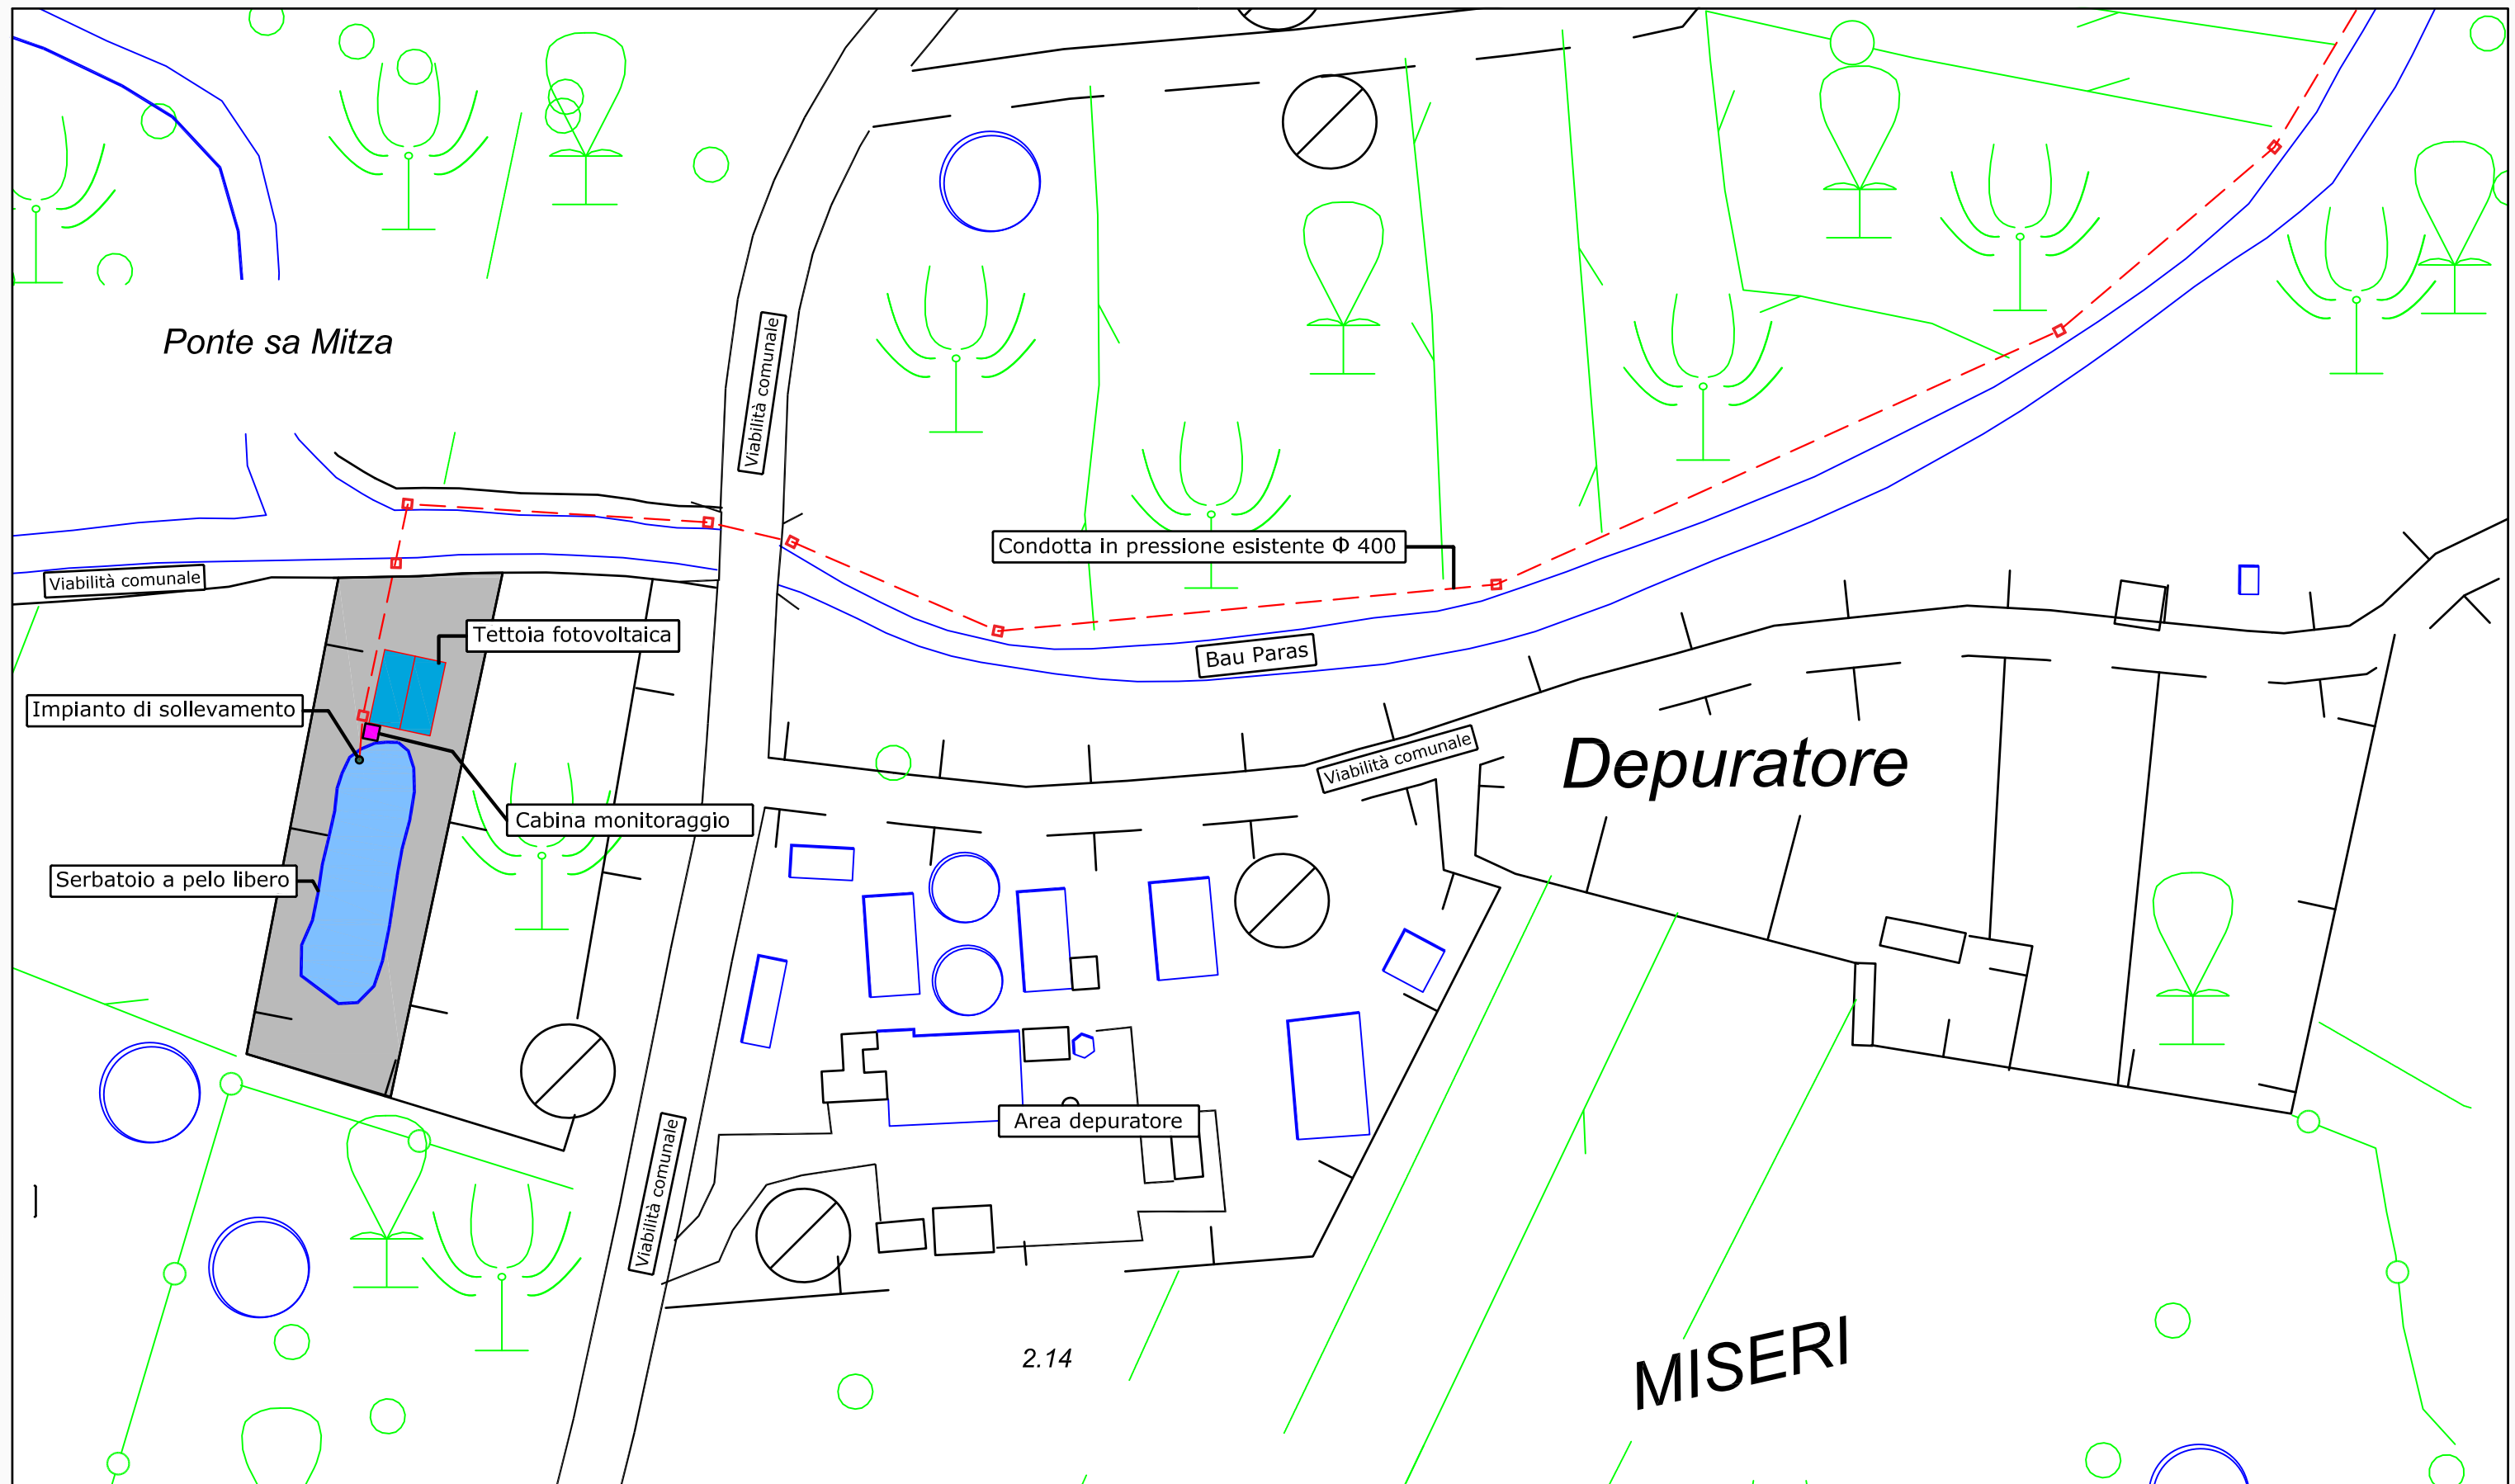 Ponte sa Mitza
Viabilità comunale
Condotta in pressione esistente Φ 400
Viabilità comunale
Tettoia fotovoltaica
Bau Paras
Impianto di sollevamento
Viabilità comunale
Depuratore
Cabina monitoraggio
Serbatoio a pelo libero
Area depuratore
Viabilità comunale
2.14
MISERI